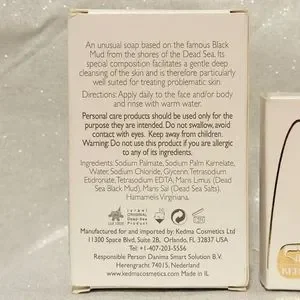 An unusual soap based on the famous Black
Mud from the shores of the Dead Sea. Its
special composition facilitates a gentle deep
cleansing of the skin and is therefore particularly
well suited for treating problematic skin.
Directions: Apply daily to the face and/or body
and rinse with warm water.
Personal care products should be used only for the
purpose they are intended. Do not swallow, avoid
contact with eyes. Keep away from children.
Warning: Do not use this product if you are allergic
to any of its ingredients.
Ingredients: Sodium Palmate, Sodium Palm Karnelate,
Water, Sodium Chloride, Glycerin, Tetrasodium
Etidronate, Tetrasodium EDTA, Maris Limus (Dead
Sea Black Mud), Maris Sal (Dead Sea Salts),
Hamamelis Virginiana.
Israel
ORIGINAL
Dead-Sea
Product
Manufactured for and imported by Kedma Cosmetics Ltd
11300 Space Blvd, Suite 2B, Orlando, FL 32837 USA
Tel: +1-407-203-5556
Responsible Person Danima Smart Solution B.V.
Herengracht 74015, Nederland
www.kedmacosmetics.com Made in IL